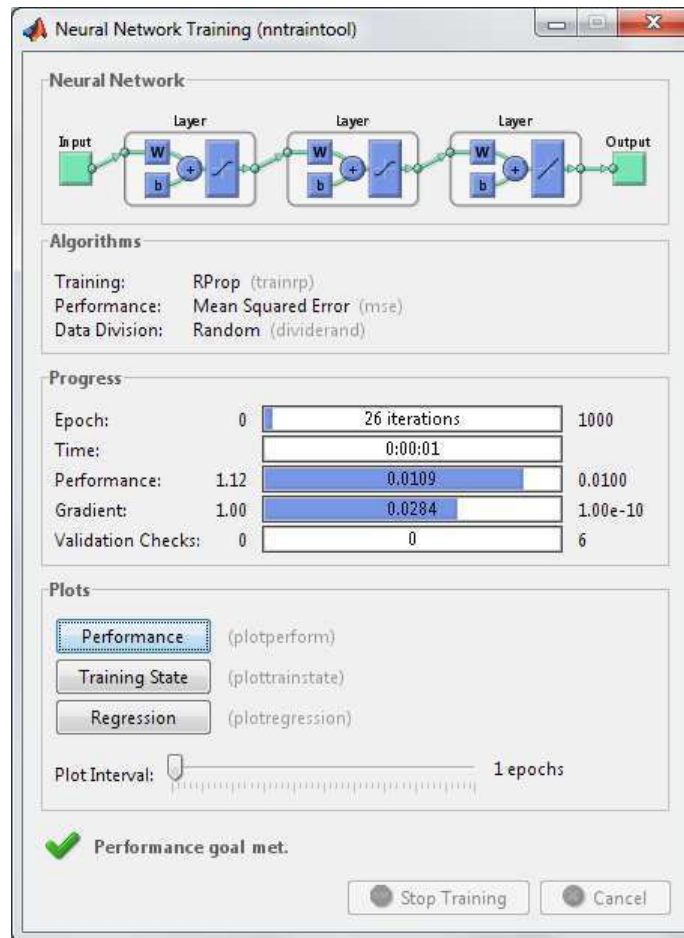 Neural Network Training (nntraintool)
Neural Network
Layer Layer Layer
Input Output
W W W
b b b
+ + +
Algorithms
Training: RProp (trainrp)
Performance: Mean Squared Error (mse)
Data Division: Random (dividerand)
Progress
Epoch: 0 26 iterations 1000
Time: 0:00:01
Performance: 1.12 0.0109 0.0100
Gradient: 1.00 0.0284 1.00e-10
Validation Checks: 0 0 6
Plots
Performance (plotperform)
Training State (plottrainstate)
Regression (plotregression)
Plot Interval: 1 epochs
Performance goal met.
Stop Training Cancel